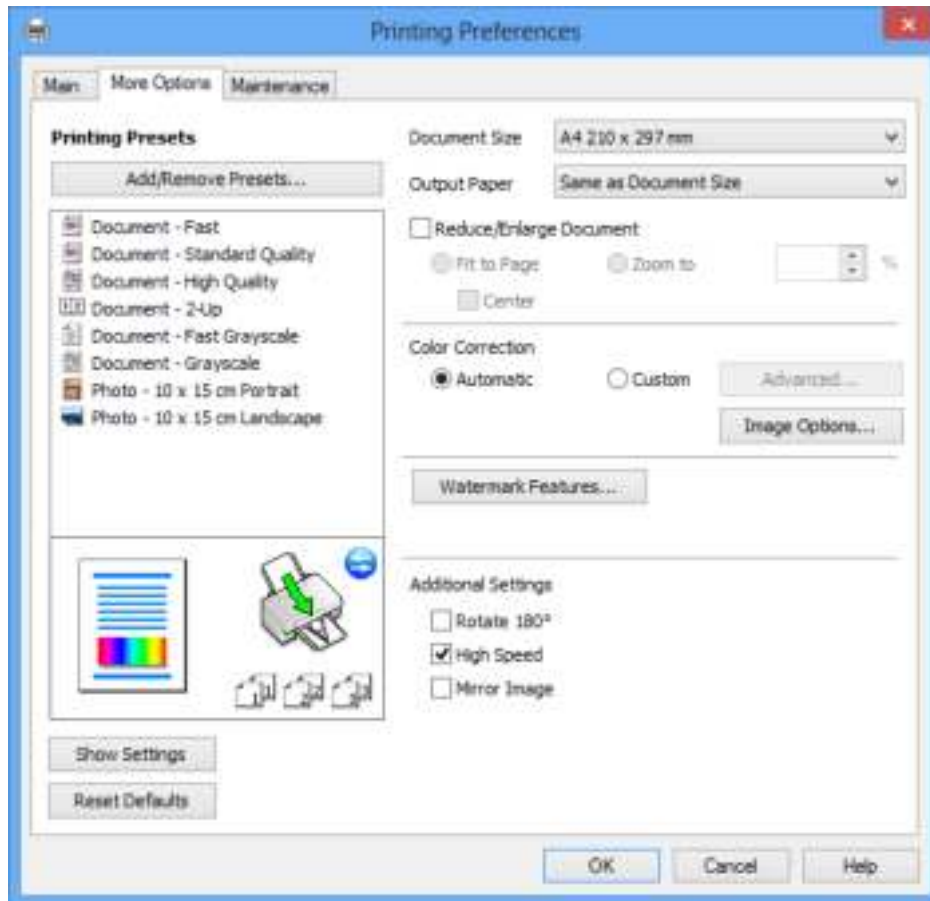 Printing Preferences
Main
More Options
Maintenance
Printing Presets
Add/Remove Presets...
Document - Fast
Document - Standard Quality
Document - High Quality
Document - 2-Up
Document - Fast Grayscale
Document - Grayscale
Photo - 10 x 15 cm Portrait
Photo - 10 x 15 cm Landscape
Show Settings
Reset Defaults
Document Size
A4 210 x 297 mm
Output Paper
Same as Document Size
Reduce/Enlarge Document
Fit to Page
Zoom to
%
Center
Color Correction
Automatic
Custom
Advanced...
Image Options...
Watermark Features...
Additional Settings
Rotate 180°
High Speed
Mirror Image
OK
Cancel
Help